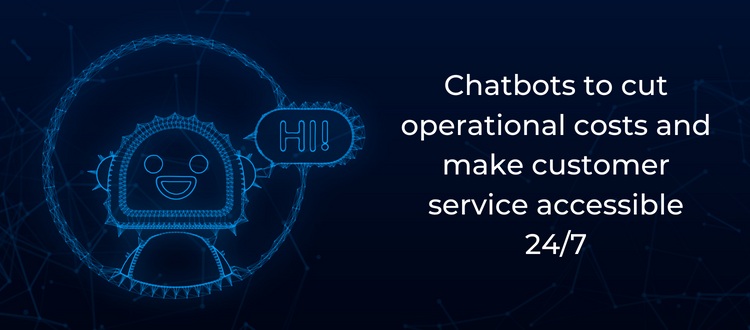 HI!
Chatbots to cut
operational costs and
make customer
service accessible
24/7